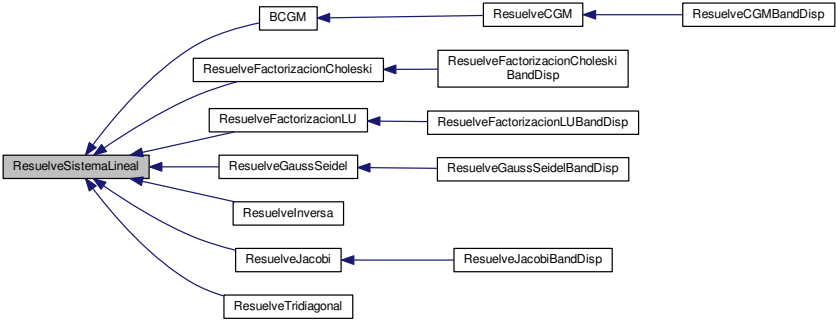 BCGM
ResuelveCGM
ResuelveCGMBandDisp
ResuelveFactorizacionCholeski
ResuelveFactorizacionCholeski
BandDisp
ResuelveFactorizacionLU
ResuelveFactorizacionLUBandDisp
ResuelveSistemaLineal
ResuelveGaussSeidel
ResuelveGaussSeidelBandDisp
ResuelveInversa
ResuelveJacobi
ResuelveJacobiBandDisp
ResuelveTridiagonal